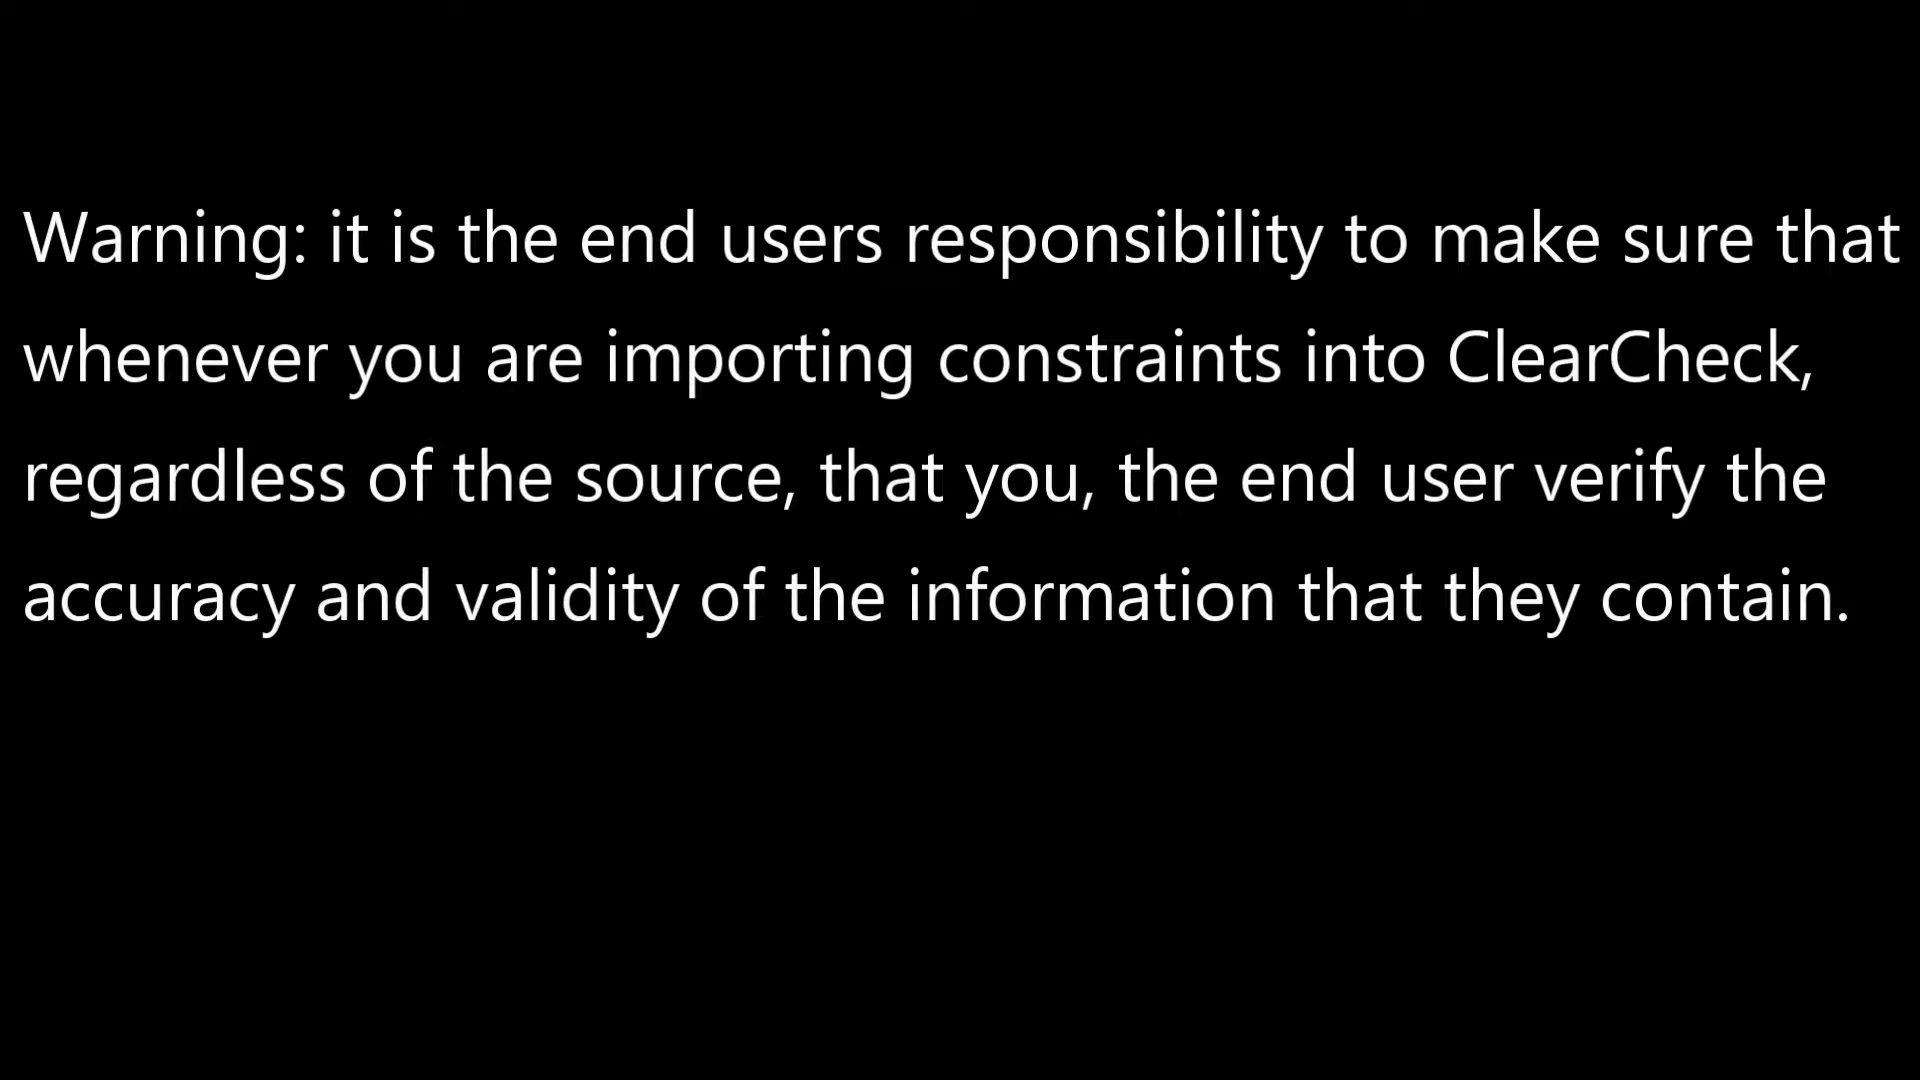 Warning: it is the end users responsibility to make sure that
whenever you are importing constraints into ClearCheck,
regardless of the source, that you, the end user verify the
accuracy and validity of the information that they contain.